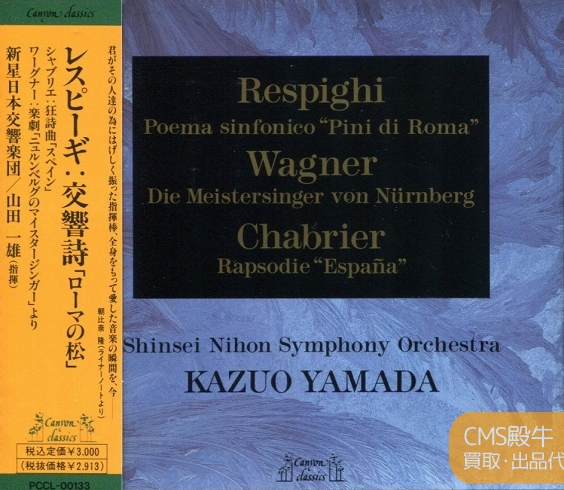 Canyon classics
レスピーギ：交響詩「ローマの松」
シャブリエ：狂詩曲「スペイン」
ワーグナー：楽劇「ニュルンベルグのマイスタージンガー」より
新星日本交響楽団／山田 一雄(指揮)
Canyon
classics
税込定価￥3,000
(税抜価格￥2,913)
PCCL-00133
君がその人達の為にはげしく振った指揮棒、全身をもって愛した音楽の瞬間を、今——
朝比奈 隆(ライナーノートより)
Respighi
Poema sinfonico “Pini di Roma”
Wagner
Die Meistersinger von Nürnberg
Chabrier
Rapsodie “España”
Shinsei Nihon Symphony Orchestra
KAZUO YAMADA
Canyon
classics
CMS殿牛
買取·出品代